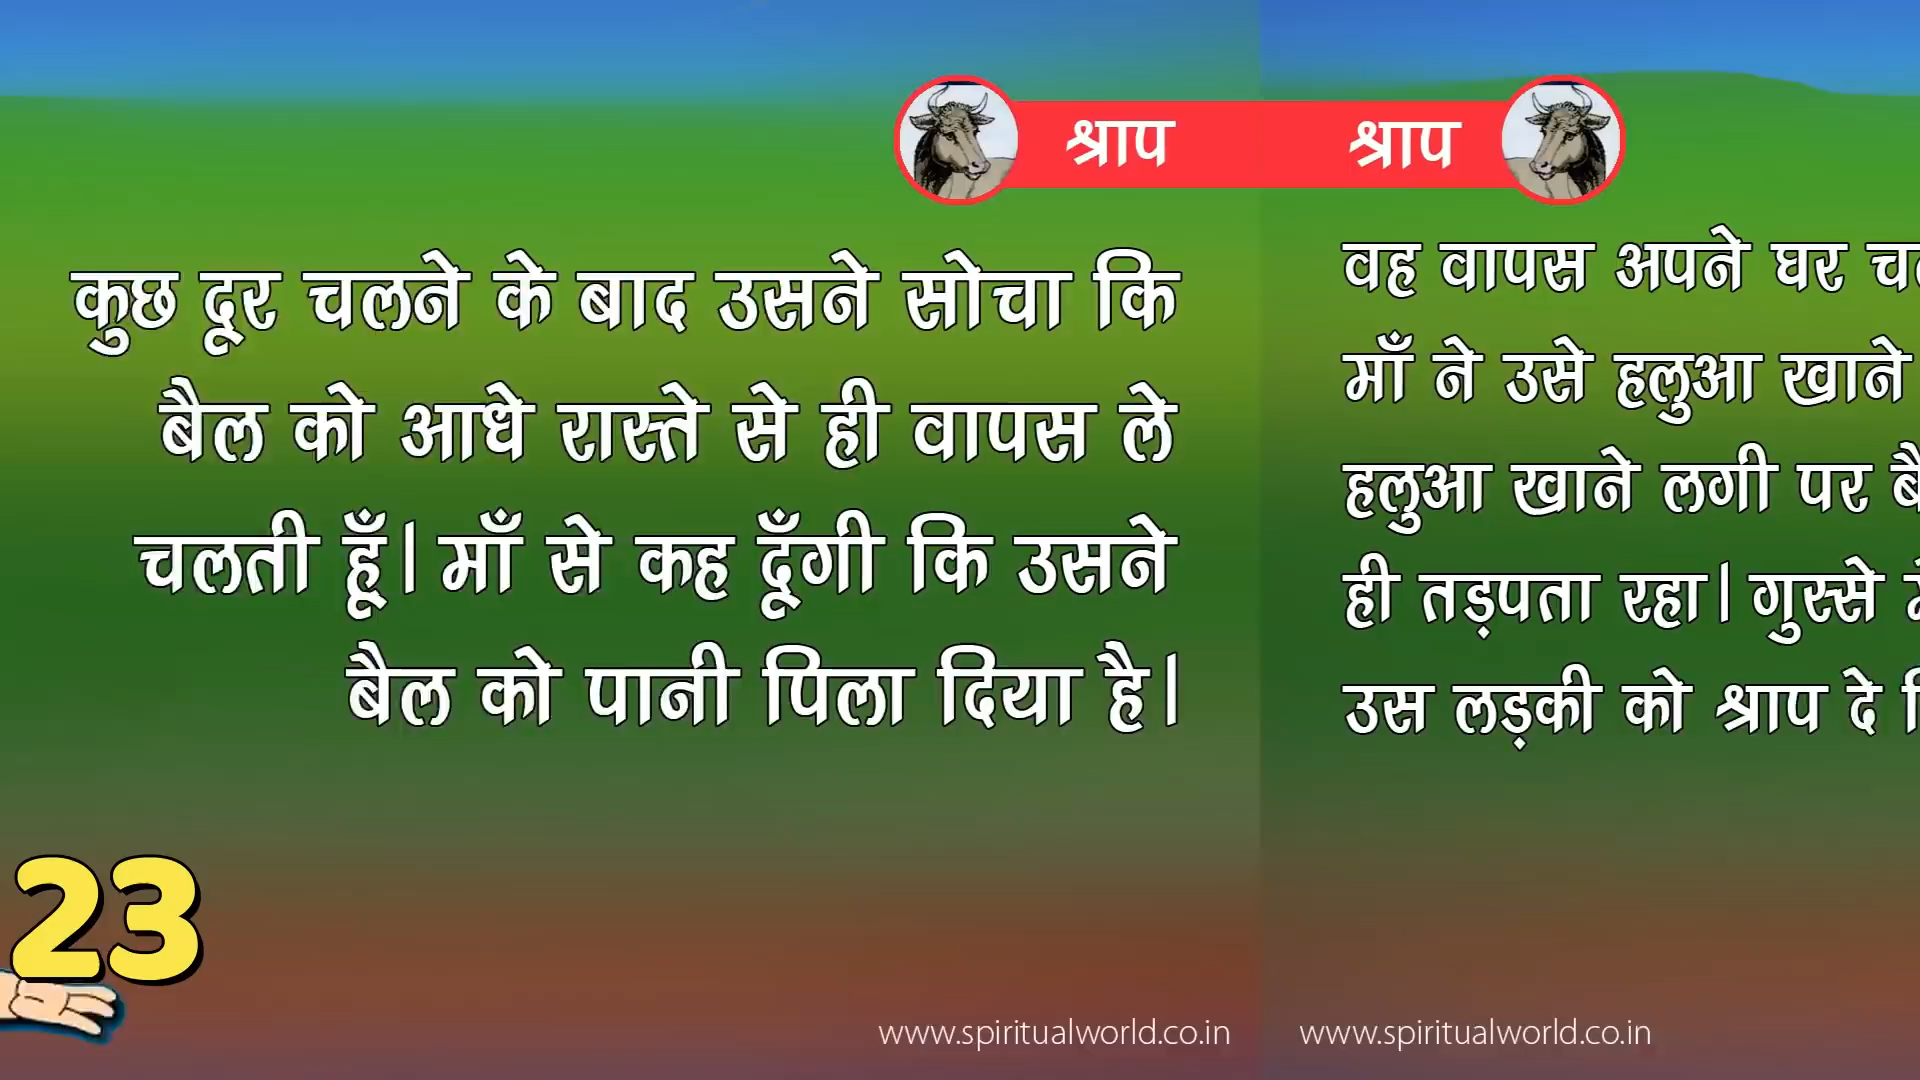 श्राप
कुछ दूर चलने के बाद उसने सोचा कि
बैल को आधे रास्ते से ही वापस ले
चलती हूँ। माँ से कह दूँगी कि उसने
बैल को पानी पिला दिया है।
23
www.spiritualworld.co.in
श्राप
वह वापस अपने घर
माँ ने उसे हलुआ खाने
हलुआ खाने लगी पर
ही तड़पता रहा। गुस्से
उस लड़की को श्राप दे
www.spiritualworld.co.in